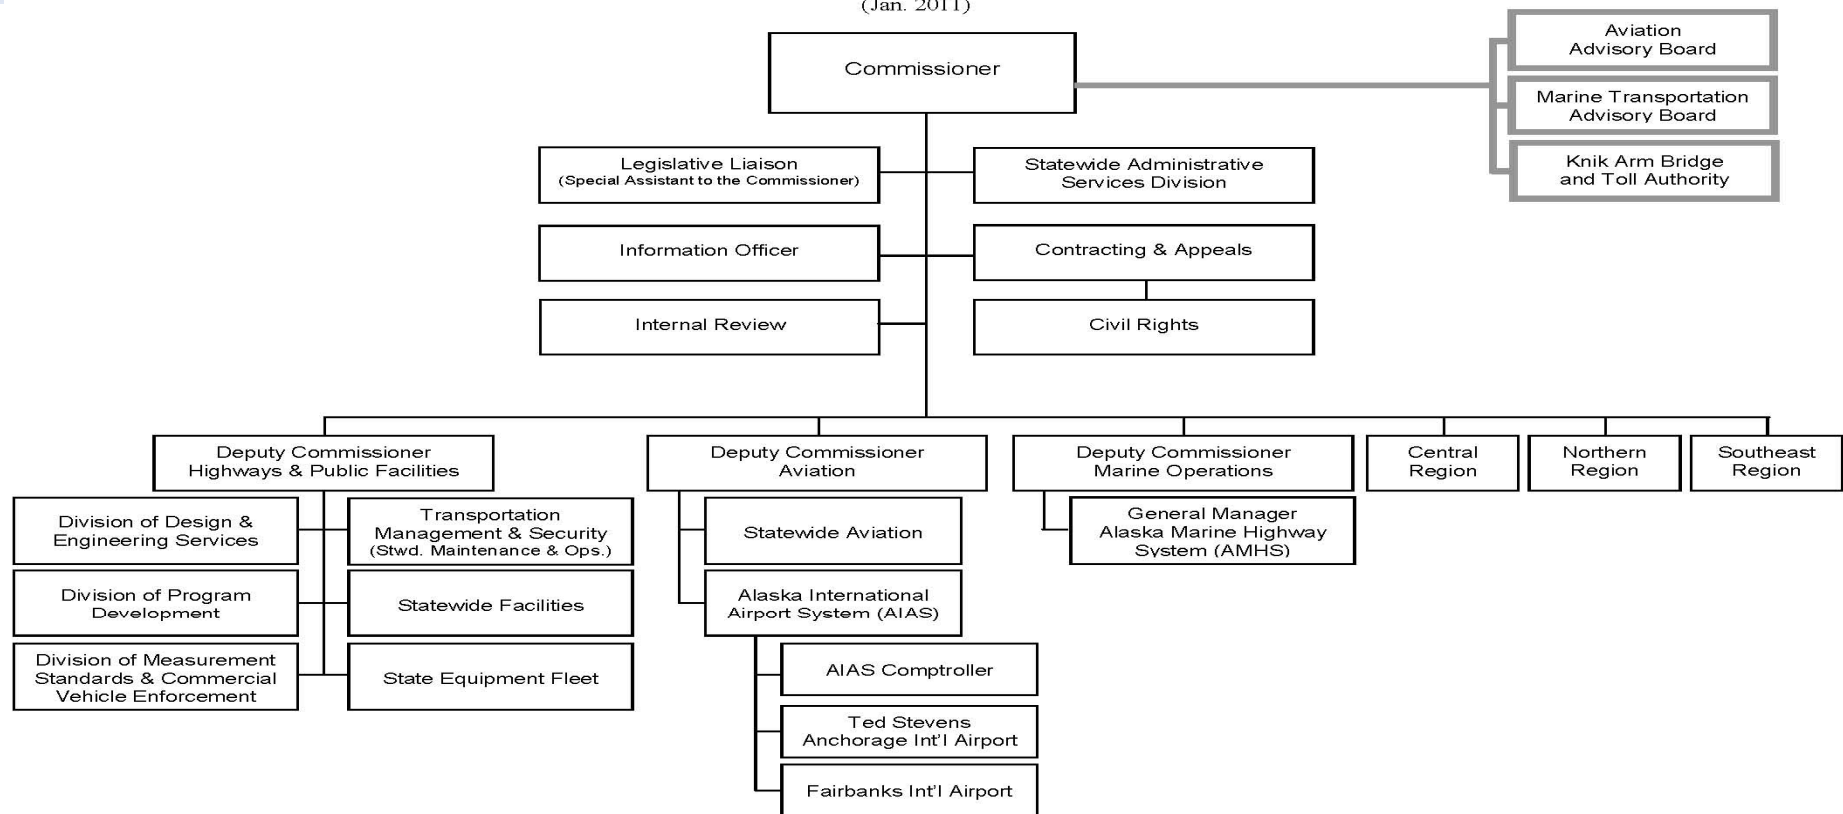 (Jan. 2011)
Commissioner
Aviation
Advisory Board
Marine Transportation
Advisory Board
Knik Arm Bridge
and Toll Authority
Legislative Liaison
(Special Assistant to the Commissioner)
Statewide Administrative
Services Division
Information Officer
Contracting & Appeals
Internal Review
Civil Rights
Deputy Commissioner
Highways & Public Facilities
Deputy Commissioner
Aviation
Deputy Commissioner
Marine Operations
Central
Region
Northern
Region
Southeast
Region
Division of Design &
Engineering Services
Transportation
Management & Security
(Stwd. Maintenance & Ops.)
Division of Program
Development
Statewide Facilities
Division of Measurement
Standards & Commercial
Vehicle Enforcement
State Equipment Fleet
Statewide Aviation
Alaska International
Airport System (AIAS)
AIAS Comptroller
Ted Stevens
Anchorage Int'l Airport
Fairbanks Int'l Airport
General Manager
Alaska Marine Highway
System (AMHS)